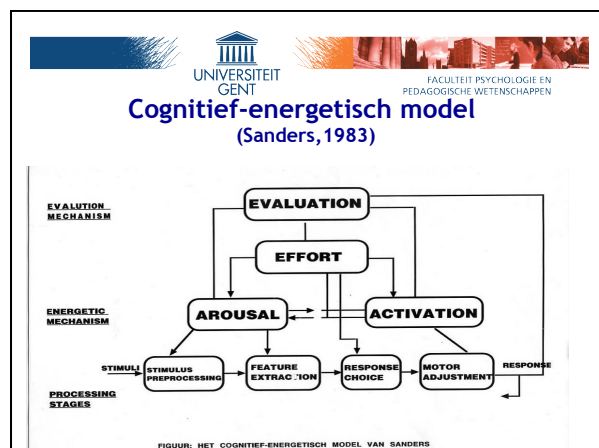 UNIVERSITEIT
GENT
FACULTEIT PSYCHOLOGIE EN
PEDAGOGISCHE WETENSCHAPPEN
Cognitief-energetisch model
(Sanders,1983)
EVALUTION
MECHANISM
EVALUATION
EFFORT
ENERGETIC
MECHANISM
AROUSAL
ACTIVATION
STIMULI
STIMULUS
PREPROCESSING
FEATURE
EXTRACTION
RESPONSE
CHOICE
MOTOR
ADJUSTMENT
RESPONSE
PROCESSING
STAGES
FIGUUR: HET COGNITIEF-ENERGETISCH MODEL VAN SANDERS